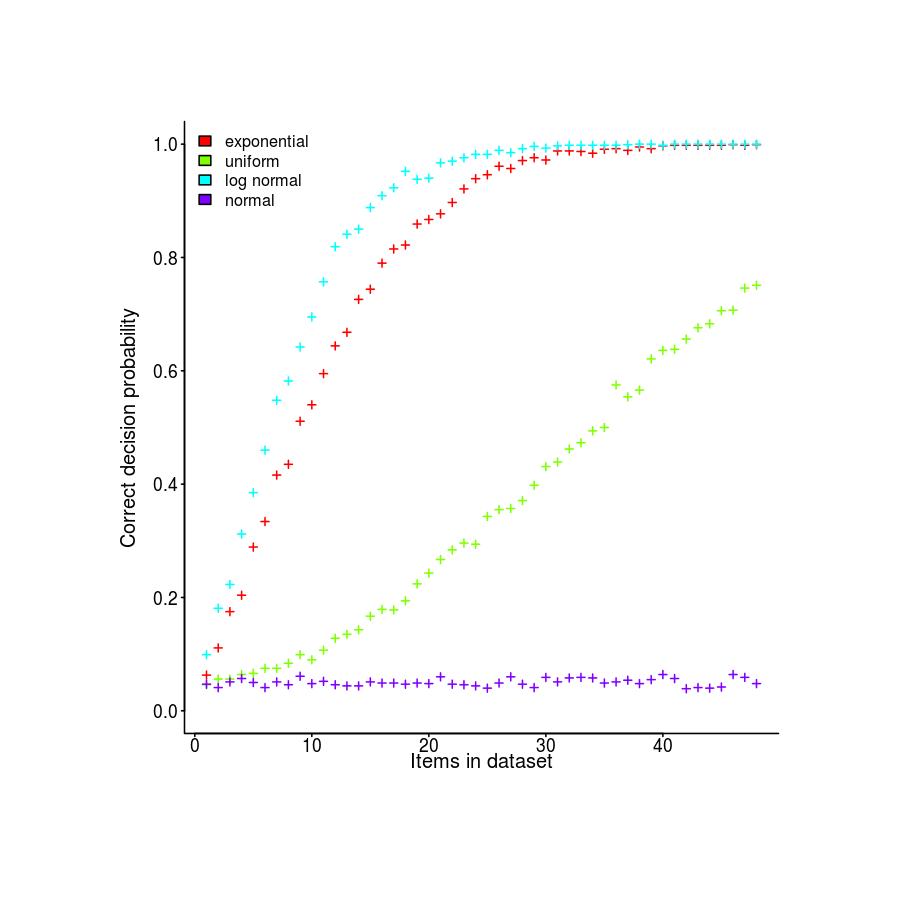 exponential
uniform
log normal
normal
1.0
0.8
0.6
0.4
0.2
0.0
Correct decision probability
0 10 20 30 40
Items in dataset